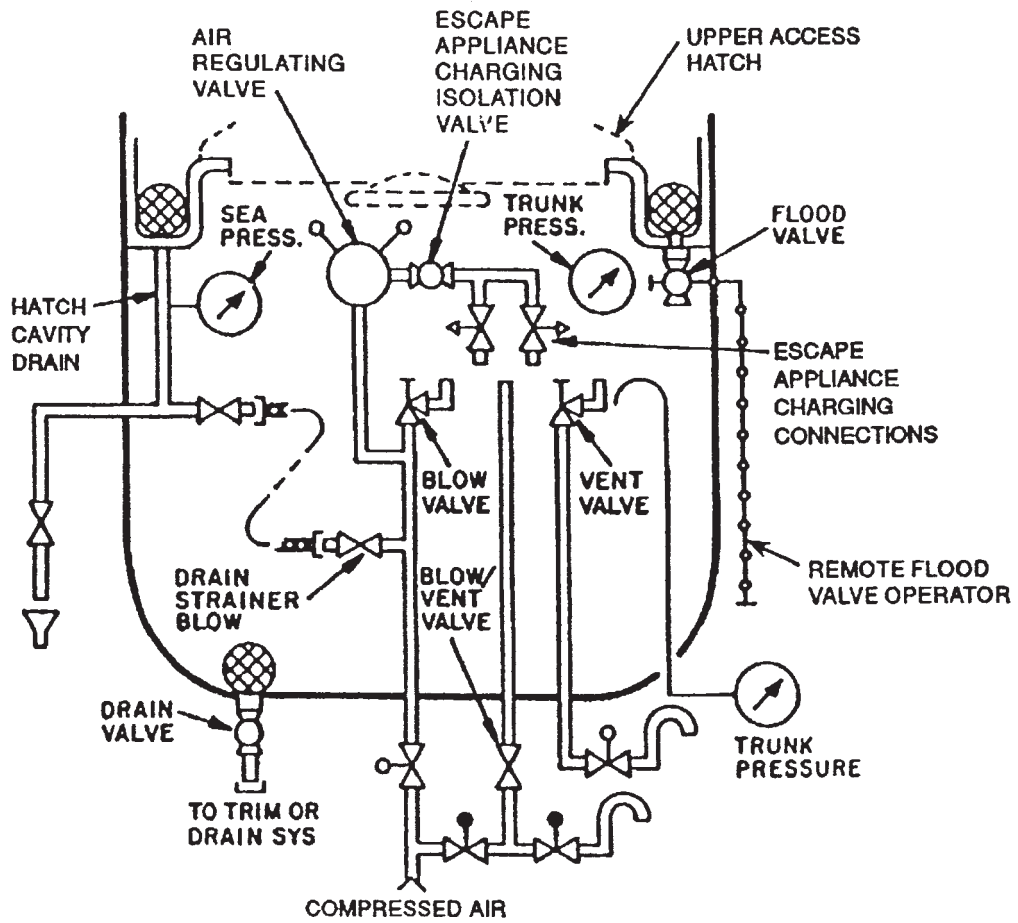 AIR
REGULATING
VALVE
ESCAPE
APPLIANCE
CHARGING
ISOLATION
VALVE
UPPER ACCESS
HATCH
SEA
PRESS.
TRUNK
PRESS.
FLOOD
VALVE
HATCH
CAVITY
DRAIN
ESCAPE
APPLIANCE
CHARGING
CONNECTIONS
BLOW
VALVE
VENT
VALVE
DRAIN
STRAINER
BLOW
BLOW/
VENT
VALVE
REMOTE FLOOD
VALVE OPERATOR
DRAIN
VALVE
TRUNK
PRESSURE
TO TRIM OR
DRAIN SYS
COMPRESSED AIR